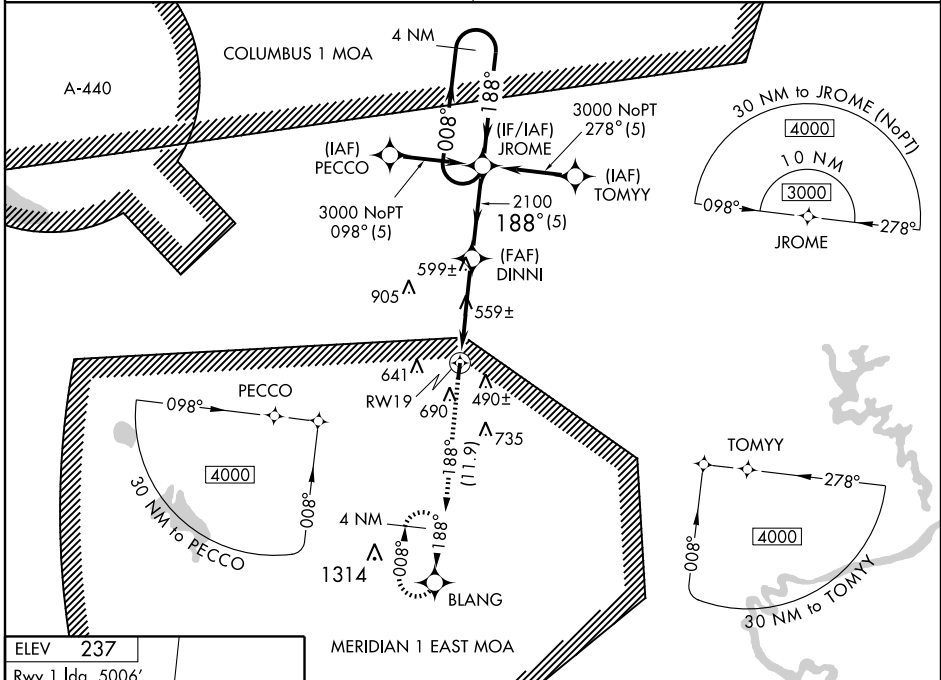 4 NM
COLUMBUS 1 MOA
A-440
188°
008°
3000 NoPT
278° (5)
(IF/IAF)
JROME
(IAF)
PECCO
(IAF)
TOMYY
3000 NoPT
098° (5)
2100
188° (5)
30 NM to JROME (NoPT)
4000
10 NM
3000
098°
278°
JROME
(FAF)
DINNI
599±
905
559±
641
RW19
690
490±
735
PECCO
098°
4000
008°
30 NM to PECCO
188°
(11.9)
4 NM
188°
008°
1314
BLANG
TOMYY
278°
008°
4000
30 NM to TOMYY
MERIDIAN 1 EAST MOA
ELEV 237
Rwy 1 ldg 5006'